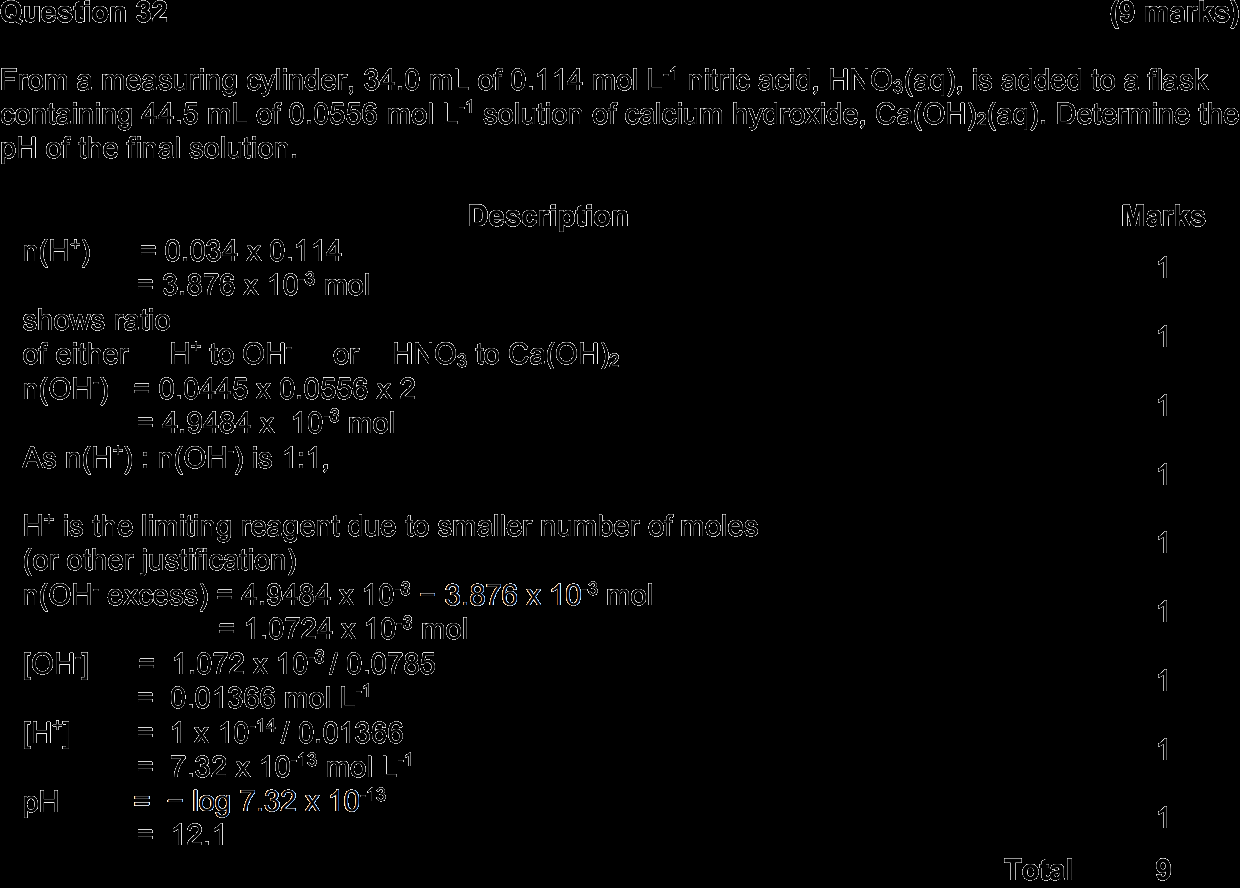 Question 32 (9 marks)
From a measuring cylinder, 34.0 mL of 0.114 mol L⁻¹ nitric acid, HNO₃(aq), is added to a flask
containing 44.5 mL of 0.0556 mol L⁻¹ solution of calcium hydroxide, Ca(OH)₂(aq). Determine the
pH of the final solution.
Description Marks
n(H⁺) = 0.034 x 0.114
= 3.876 x 10⁻³ mol
1
shows ratio
of either H⁺ to OH⁻ or HNO₃ to Ca(OH)₂
1
n(OH⁻) = 0.0445 x 0.0556 x 2
= 4.9484 x 10⁻³ mol
1
As n(H⁺) : n(OH⁻) is 1:1,
1
H⁺ is the limiting reagent due to smaller number of moles
(or other justification)
1
n(OH⁻ excess) = 4.9484 x 10⁻³ − 3.876 x 10⁻³ mol
= 1.0724 x 10⁻³ mol
1
[OH⁻] = 1.072 x 10⁻³ / 0.0785
= 0.01366 mol L⁻¹
1
[H⁺] = 1 x 10⁻¹⁴ / 0.01366
= 7.32 x 10⁻¹³ mol L⁻¹
1
pH = − log 7.32 x 10⁻¹³
= 12.1
1
Total 9